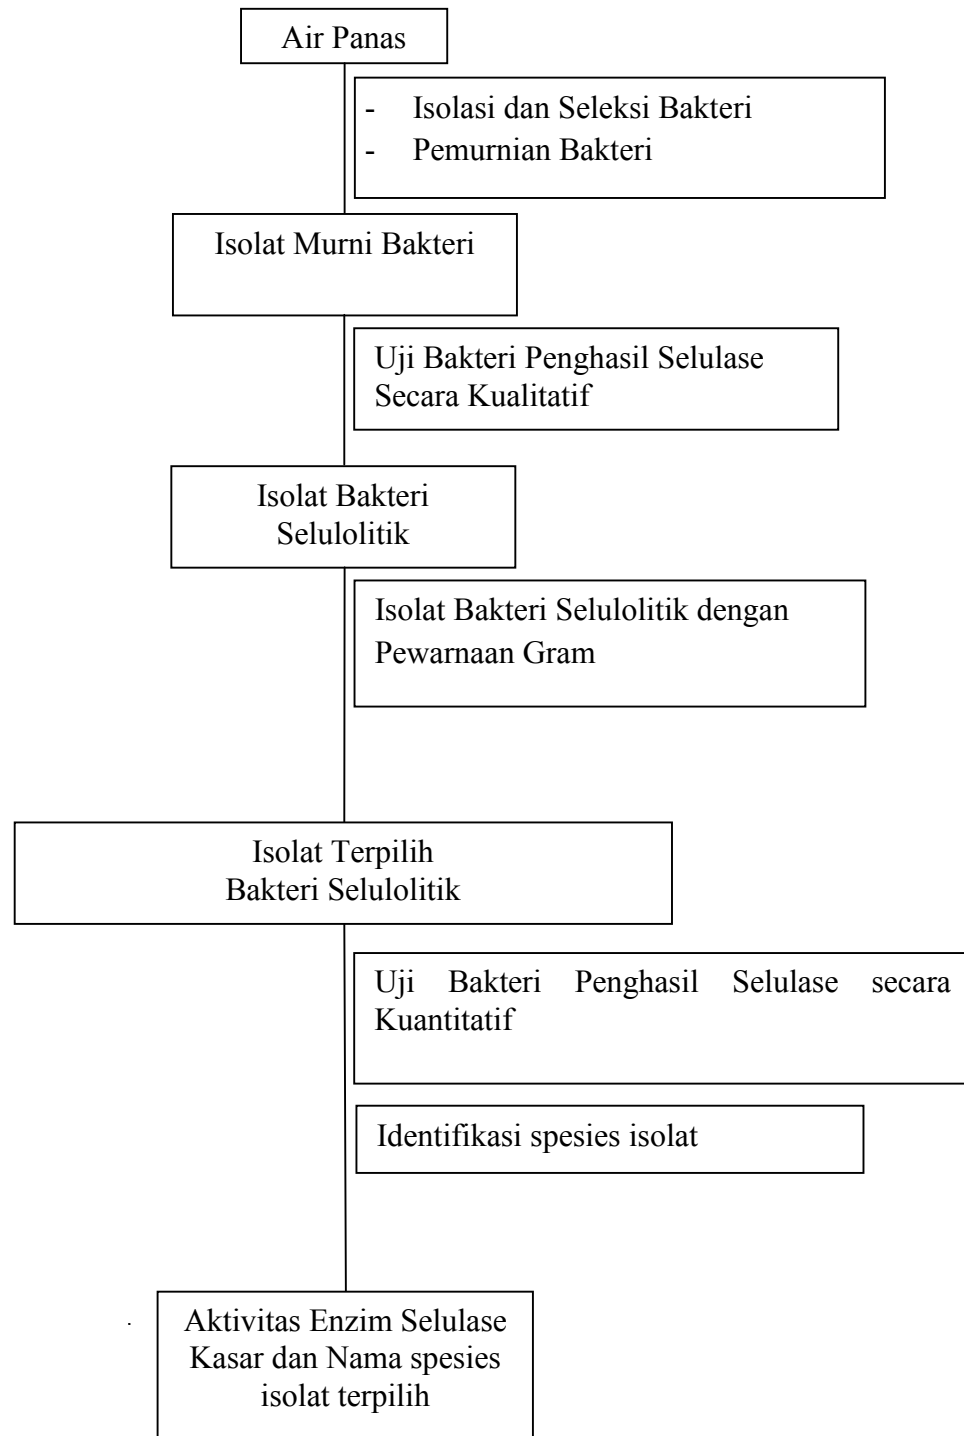 Air Panas
- Isolasi dan Seleksi Bakteri
- Pemurnian Bakteri
Isolat Murni Bakteri
Uji Bakteri Penghasil Selulase
Secara Kualitatif
Isolat Bakteri
Selulolitik
Isolat Bakteri Selulolitik dengan
Pewarnaan Gram
Isolat Terpilih
Bakteri Selulolitik
Uji Bakteri Penghasil Selulase secara
Kuantitatif
Identifikasi spesies isolat
.
Aktivitas Enzim Selulase
Kasar dan Nama spesies
isolat terpilih